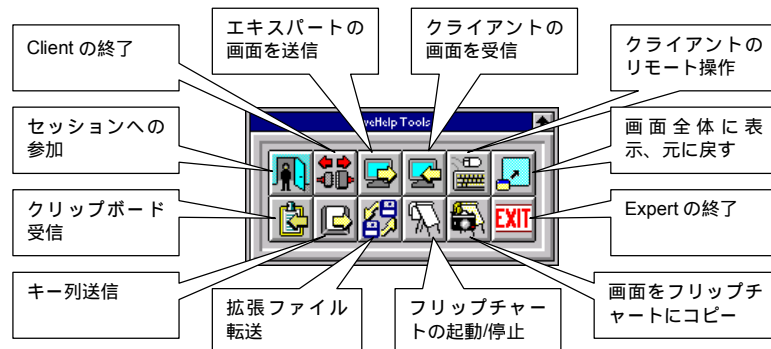 エキスパートの
画面を送信
クライアントの
画面を受信
Client の終了
クライアントの
リモート操作
セッションへの
参加
veHelp Tools
画面全体に表
示、元に戻す
クリップボード
受信
EXIT
Expert の終了
キー列送信
拡張ファイル
転送
フリップチャー
トの起動/停止
画面をフリップチ
ャートにコピー